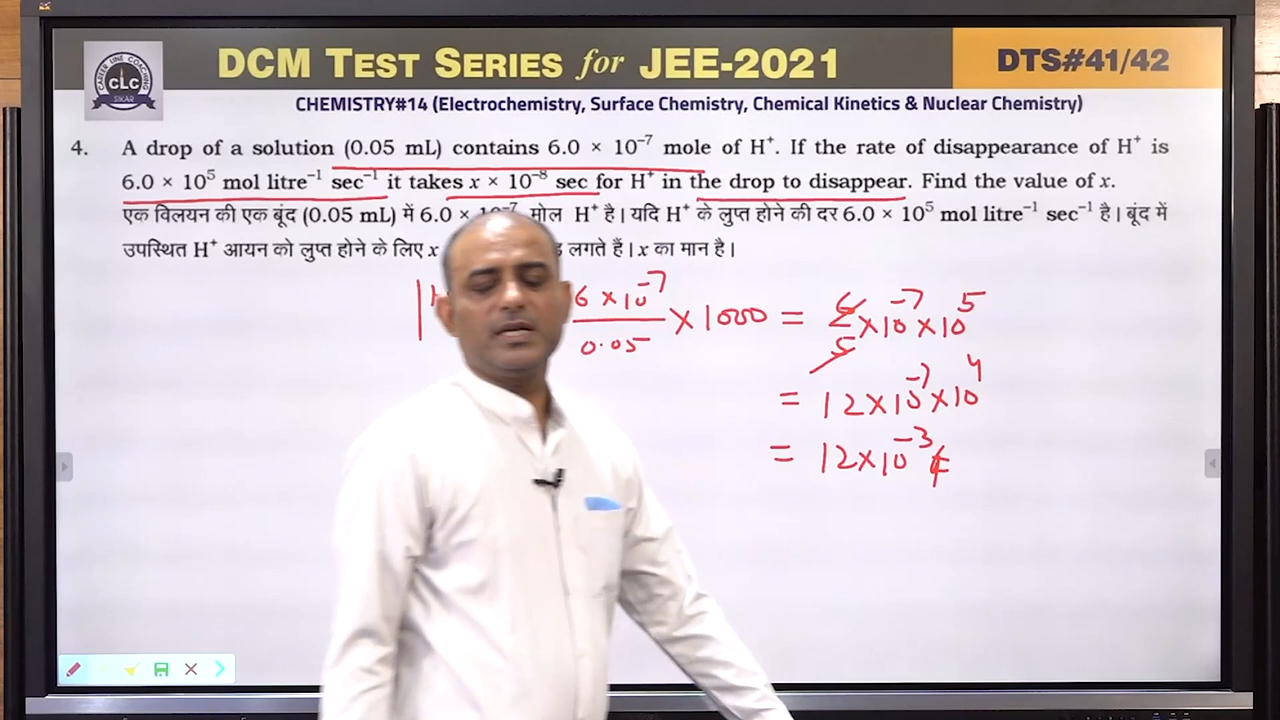 CLC
SIKAR
DCM TEST SERIES for JEE-2021
DTS#41/42
CHEMISTRY#14 (Electrochemistry, Surface Chemistry, Chemical Kinetics & Nuclear Chemistry)
4. A drop of a solution (0.05 mL) contains 6.0 × 10⁻⁷ mole of H⁺. If the rate of disappearance of H⁺ is
6.0 × 10⁵ mol litre⁻¹ sec⁻¹ it takes x × 10⁻⁸ sec for H⁺ in the drop to disappear. Find the value of x.
एक विलयन की एक बूंद (0.05 mL) में 6.0 × 10⁻⁷ मोल H⁺ है। यदि H⁺ के लुप्त होने की दर 6.0 × 10⁵ mol litre⁻¹ sec⁻¹ है। बूंद में
उपस्थित H⁺ आयन को लुप्त होने के लिए x लगते हैं। x का मान है।
6 × 10⁻⁷ / 0.05 × 1000 = 6/5 × 10⁻⁷ × 10⁵
= 12 × 10⁻⁷ × 10⁴
= 12 × 10⁻³